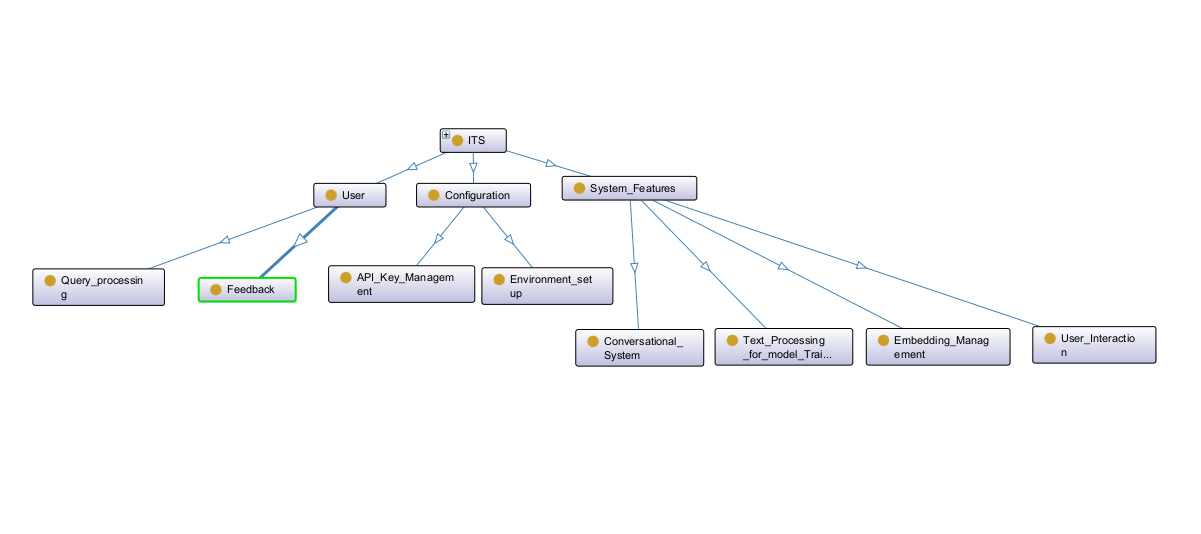 ITS
User
Configuration
System_Features
Query_processin
g
Feedback
API_Key_Managem
ent
Environment_set
up
Conversational_
System
Text_Processing
_for_model_Trai...
Embedding_Manag
ement
User_Interactio
n